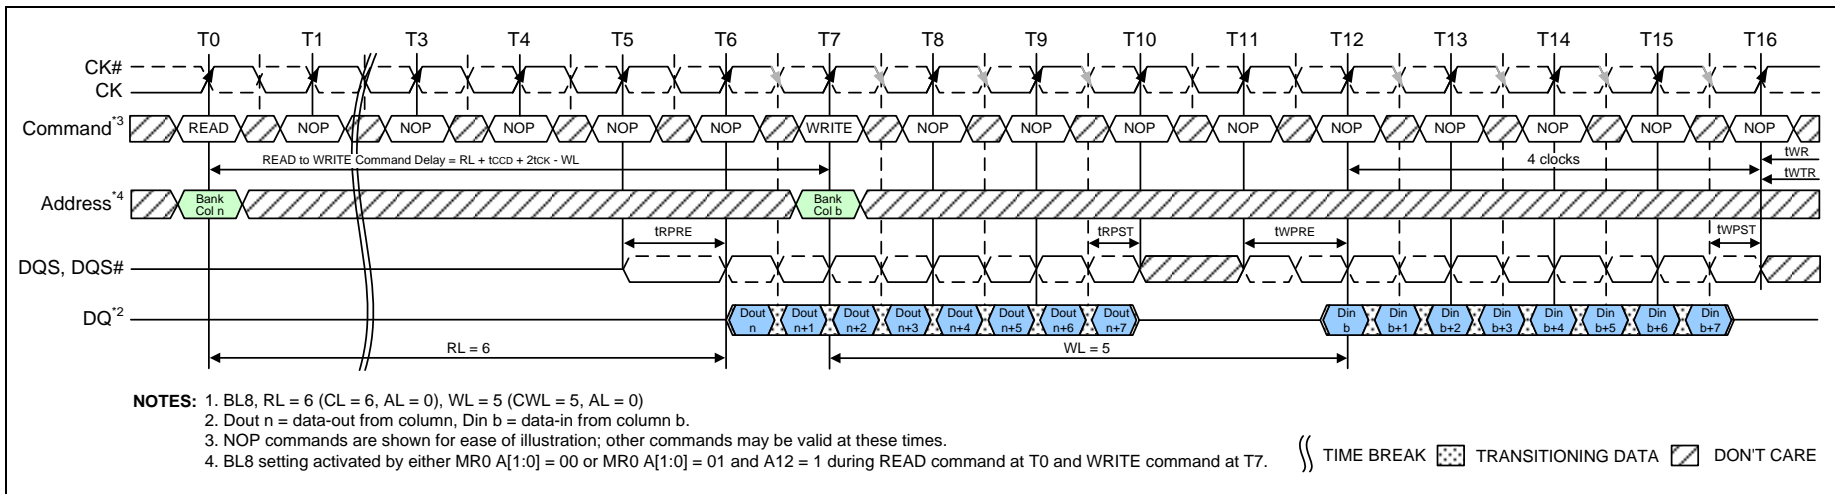 T0 T1 T3 T4 T5 T6 T7 T8 T9 T10 T11 T12 T13 T14 T15 T16
CK#
CK
Command*3 READ NOP NOP NOP NOP NOP WRITE NOP NOP NOP NOP NOP NOP NOP NOP NOP
READ to WRITE Command Delay = RL + tCCD + 2tCK - WL 4 clocks tWR
tWTR
Address*4 Bank Col n Bank Col b
tRPRE tRPST tWPRE tWPST
DQS, DQS#
DQ*2 Dout n Dout n+1 Dout n+2 Dout n+3 Dout n+4 Dout n+5 Dout n+6 Dout n+7 Din b Din b+1 Din b+2 Din b+3 Din b+4 Din b+5 Din b+6 Din b+7
RL = 6 WL = 5
NOTES: 1. BL8, RL = 6 (CL = 6, AL = 0), WL = 5 (CWL = 5, AL = 0)
2. Dout n = data-out from column, Din b = data-in from column b.
3. NOP commands are shown for ease of illustration; other commands may be valid at these times.
4. BL8 setting activated by either MR0 A[1:0] = 00 or MR0 A[1:0] = 01 and A12 = 1 during READ command at T0 and WRITE command at T7.
TIME BREAK TRANSITIONING DATA DON'T CARE